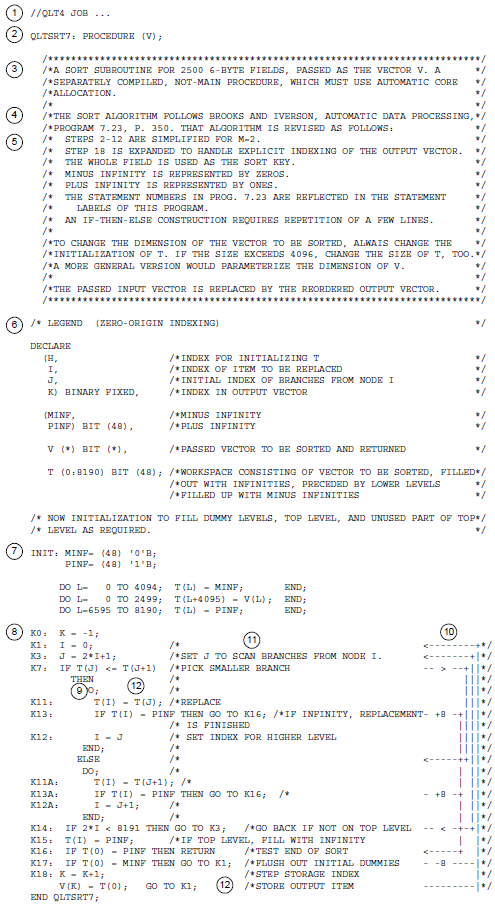 ① //QLT4 JOB ...
② QLTSRT7: PROCEDURE (V);
/*******************************************************************************/
③ /*A SORT SUBROUTINE FOR 2500 6-BYTE FIELDS, PASSED AS THE VECTOR V. A */
/*SEPARATELY COMPILED, NOT-MAIN PROCEDURE, WHICH MUST USE AUTOMATIC CORE */
/*ALLOCATION. */
/* */
④ /*THE SORT ALGORITHM FOLLOWS BROOKS AND IVERSON, AUTOMATIC DATA PROCESSING,*/
/*PROGRAM 7.23, P. 350. THAT ALGORITHM IS REVISED AS FOLLOWS: */
⑤ /* STEPS 2-12 ARE SIMPLIFIED FOR M=2. */
/* STEP 18 IS EXPANDED TO HANDLE EXPLICIT INDEXING OF THE OUTPUT VECTOR. */
/* THE WHOLE FIELD IS USED AS THE SORT KEY. */
/* MINUS INFINITY IS REPRESENTED BY ZEROS. */
/* PLUS INFINITY IS REPRESENTED BY ONES. */
/* THE STATEMENT NUMBERS IN PROG. 7.23 ARE REFLECTED IN THE STATEMENT */
/* LABELS OF THIS PROGRAM. */
/* AN IF-THEN-ELSE CONSTRUCTION REQUIRES REPETITION OF A FEW LINES. */
/* */
/*TO CHANGE THE DIMENSION OF THE VECTOR TO BE SORTED, ALWAIS CHANGE THE */
/*INITIALIZATION OF T. IF THE SIZE EXCEEDS 4096, CHANGE THE SIZE OF T, TOO.*/
/*A MORE GENERAL VERSION WOULD PARAMETERIZE THE DIMENSION OF V. */
/* */
/*THE PASSED INPUT VECTOR IS REPLACED BY THE REORDERED OUTPUT VECTOR. */
/*******************************************************************************/
⑥ /* LEGEND (ZERO-ORIGIN INDEXING) */
DECLARE
(H, /*INDEX FOR INITIALIZING T */
I, /*INDEX OF ITEM TO BE REPLACED */
J, /*INITIAL INDEX OF BRANCHES FROM NODE I */
K) BINARY FIXED, /*INDEX IN OUTPUT VECTOR */
(MINF, /*MINUS INFINITY */
PINF) BIT (48), /*PLUS INFINITY */
V (*) BIT (*), /*PASSED VECTOR TO BE SORTED AND RETURNED */
T (0:8190) BIT (48); /*WORKSPACE CONSISTING OF VECTOR TO BE SORTED, FILLED*/
/*OUT WITH INFINITIES, PRECEDED BY LOWER LEVELS */
/*FILLED UP WITH MINUS INFINITIES */
/* NOW INITIALIZATION TO FILL DUMMY LEVELS, TOP LEVEL, AND UNUSED PART OF TOP*/
/* LEVEL AS REQUIRED. */
⑦ INIT: MINF= (48) '0'B;
PINF= (48) '1'B;
DO L= 0 TO 4094; T(L) = MINF; END;
DO L= 0 TO 2499; T(L+4095) = V(L); END;
DO L=6595 TO 8190; T(L) = PINF; END;
⑧ K0: K = -1; ⑩
K1: I = 0; /* ⑪ <--------+*/
K3: J = 2*I+1; /*SET J TO SCAN BRANCHES FROM NODE I. <-------+|*/
K7: IF T(J) <= T(J+1) /*PICK SMALLER BRANCH -- > --+||*/
THEN /* |||*/
⑨ O; ⑫ /* |||*/
K11: T(I) = T(J); /*REPLACE |||*/
K13: IF T(I) = PINF THEN GO TO K16; /*IF INFINITY, REPLACEMENT- +8 -+|||*/
/* IS FINISHED ||||*/
K12: I = J /* SET INDEX FOR HIGHER LEVEL ||||*/
END; /* ||||*/
ELSE /* <-----++||*/
DO; /* | ||*/
K11A: T(I) = T(J+1); /* | ||*/
K13A: IF T(I) = PINF THEN GO TO K16; /* - +8 -+ ||*/
K12A: I = J+1; /* | ||*/
END; /* | ||*/
K14: IF 2*I < 8191 THEN GO TO K3; /*GO BACK IF NOT ON TOP LEVEL -- < -+-+|*/
K15: T(I) = PINF; /*IF TOP LEVEL, FILL WITH INFINITY | |*/
K16: IF T(0) = PINF THEN RETURN /*TEST END OF SORT <-----+ |*/
K17: IF T(0) = MINF THEN GO TO K1; /*FLUSH OUT INITIAL DUMMIES - -8 ----|*/
K18: K = K+1; /*STEP STORAGE INDEX |*/
V(K) = T(0); GO TO K1; ⑫ /*STORE OUTPUT ITEM ---------|*/
END QLTSRT7;